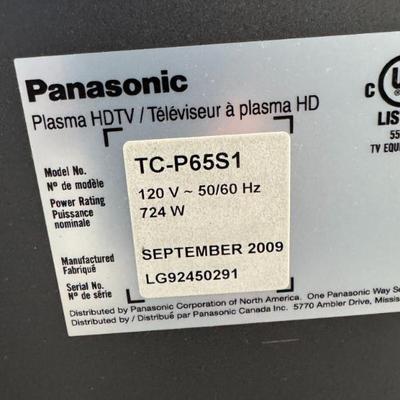 Panasonic
Plasma HDTV / Téléviseur à plasma HD
C U
LIS
55
TV EQU
Model No.
N° de modèle
TC-P65S1
Power Rating
Puissance
nominale
120 V ~ 50/60 Hz
724 W
Manufactured
Fabriqué
SEPTEMBER 2009
Serial No.
N° de série
LG92450291
Distributed by Panasonic Corporation of North America. One Panasonic Way Se
Distributed by / Distribué par Panasonic Canada Inc. 5770 Ambler Drive, Missis